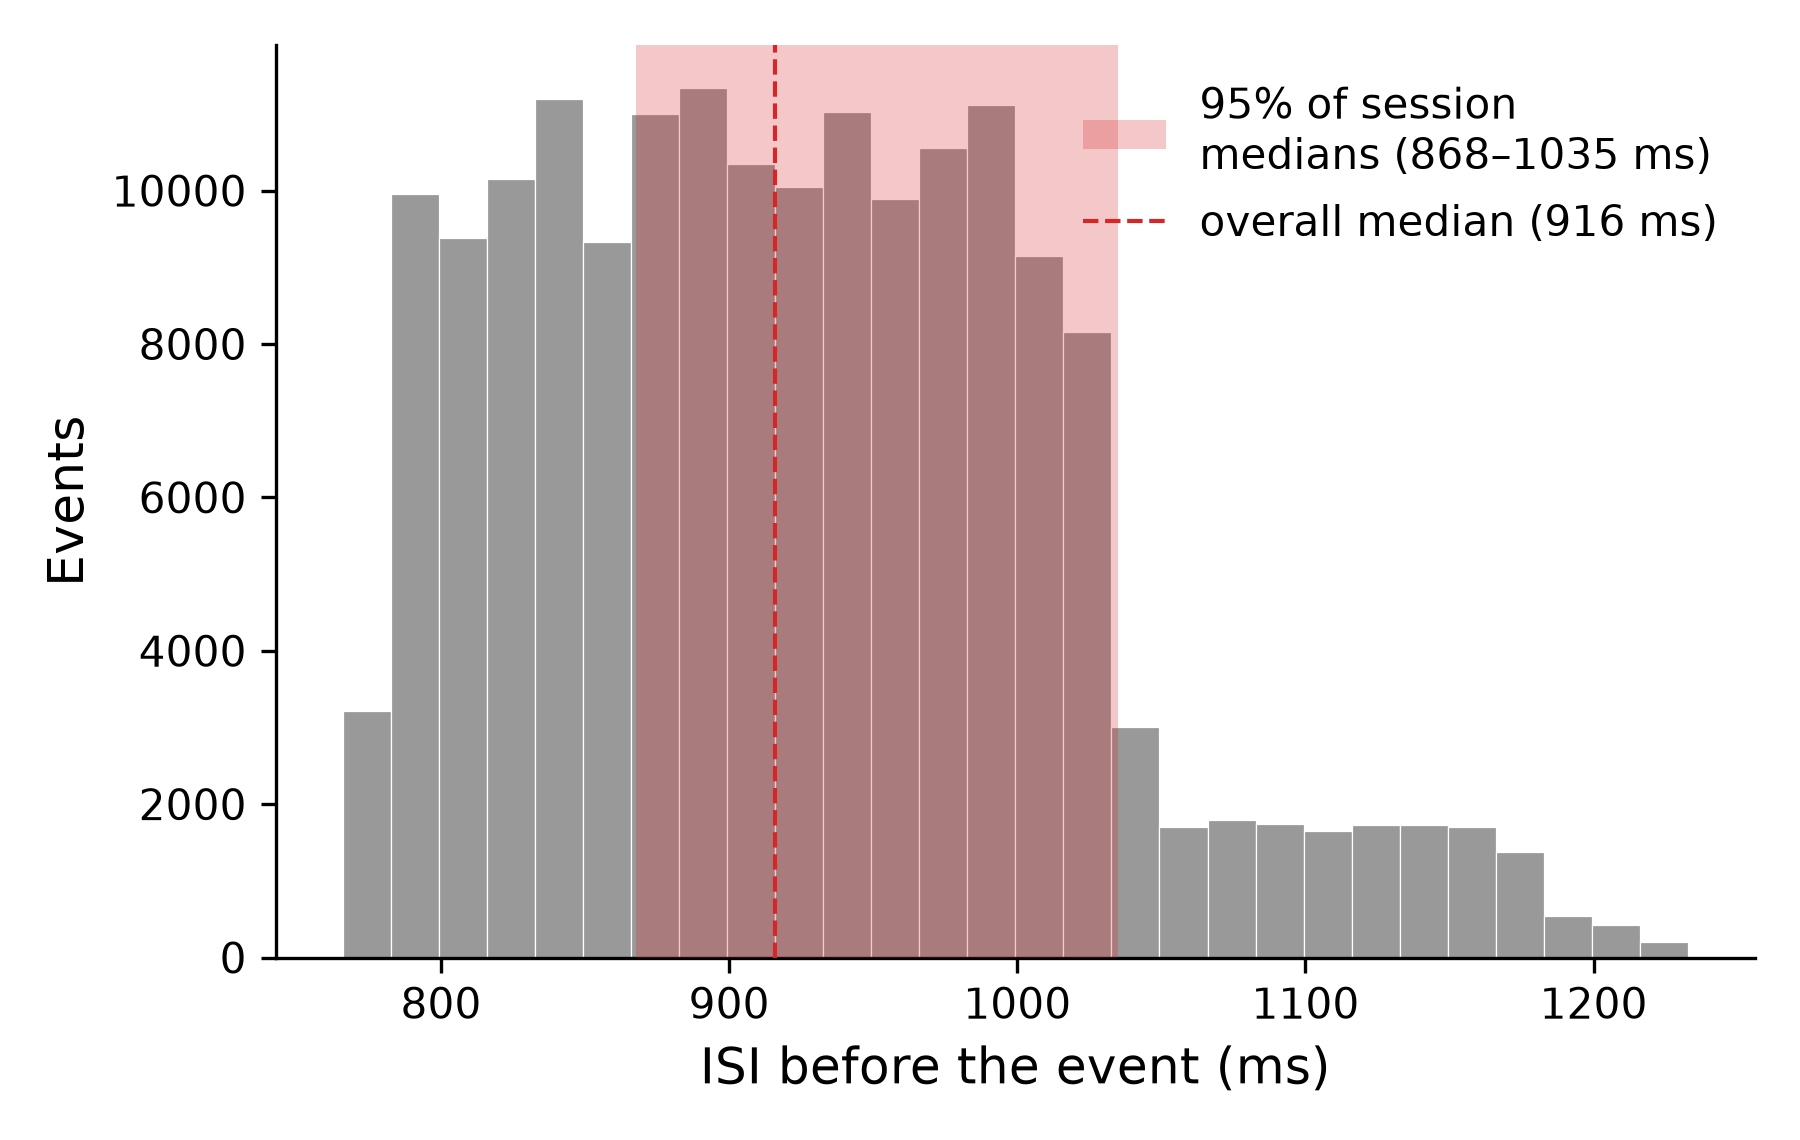 95% of session
medians (868–1035 ms)
overall median (916 ms)
10000
8000
6000
4000
2000
0
Events
800 900 1000 1100 1200
ISI before the event (ms)